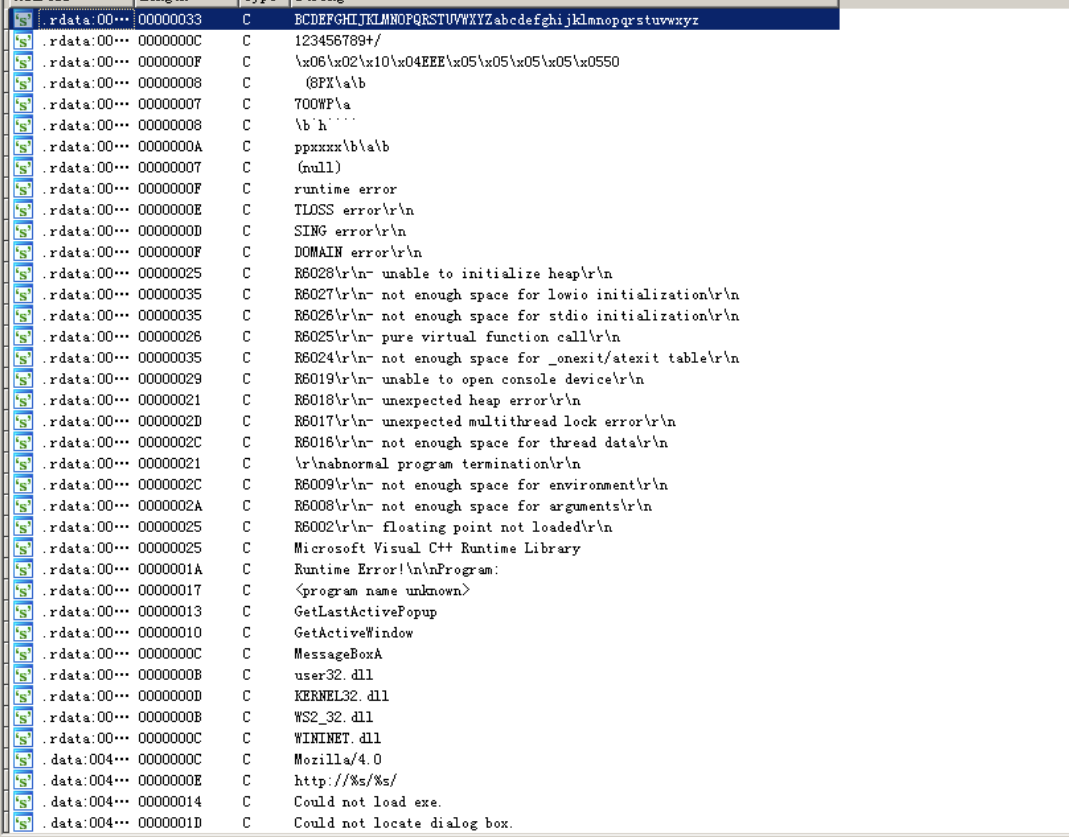 .rdata:00··· 00000033 C BCDEFGHIJKLMNOPQRSTUVWXYZabcdefghijklmnopqrstuvwxyz
.rdata:00··· 0000000C C 123456789+/
.rdata:00··· 0000000F C \x06\x02\x10\x04EEE\x05\x05\x05\x05\x0550
.rdata:00··· 00000008 C (8PX\a\b
.rdata:00··· 00000007 C 700WP\a
.rdata:00··· 00000008 C \b`h````
.rdata:00··· 0000000A C ppxxxx\b\a\b
.rdata:00··· 00000007 C (null)
.rdata:00··· 0000000F C runtime error
.rdata:00··· 0000000E C TLOSS error\r\n
.rdata:00··· 0000000D C SING error\r\n
.rdata:00··· 0000000F C DOMAIN error\r\n
.rdata:00··· 00000025 C R6028\r\n- unable to initialize heap\r\n
.rdata:00··· 00000035 C R6027\r\n- not enough space for lowio initialization\r\n
.rdata:00··· 00000035 C R6026\r\n- not enough space for stdio initialization\r\n
.rdata:00··· 00000026 C R6025\r\n- pure virtual function call\r\n
.rdata:00··· 00000035 C R6024\r\n- not enough space for _onexit/atexit table\r\n
.rdata:00··· 00000029 C R6019\r\n- unable to open console device\r\n
.rdata:00··· 00000021 C R6018\r\n- unexpected heap error\r\n
.rdata:00··· 0000002D C R6017\r\n- unexpected multithread lock error\r\n
.rdata:00··· 0000002C C R6016\r\n- not enough space for thread data\r\n
.rdata:00··· 00000021 C \r\nabnormal program termination\r\n
.rdata:00··· 0000002C C R6009\r\n- not enough space for environment\r\n
.rdata:00··· 0000002A C R6008\r\n- not enough space for arguments\r\n
.rdata:00··· 00000025 C R6002\r\n- floating point not loaded\r\n
.rdata:00··· 00000025 C Microsoft Visual C++ Runtime Library
.rdata:00··· 0000001A C Runtime Error!\n\nProgram:
.rdata:00··· 00000017 C <program name unknown>
.rdata:00··· 00000013 C GetLastActivePopup
.rdata:00··· 00000010 C GetActiveWindow
.rdata:00··· 0000000C C MessageBoxA
.rdata:00··· 0000000B C user32.dll
.rdata:00··· 0000000D C KERNEL32.dll
.rdata:00··· 0000000B C WS2_32.dll
.rdata:00··· 0000000C C WININET.dll
.data:004··· 0000000C C Mozilla/4.0
.data:004··· 0000000E C http://%s/%s/
.data:004··· 00000014 C Could not load exe.
.data:004··· 0000001D C Could not locate dialog box.